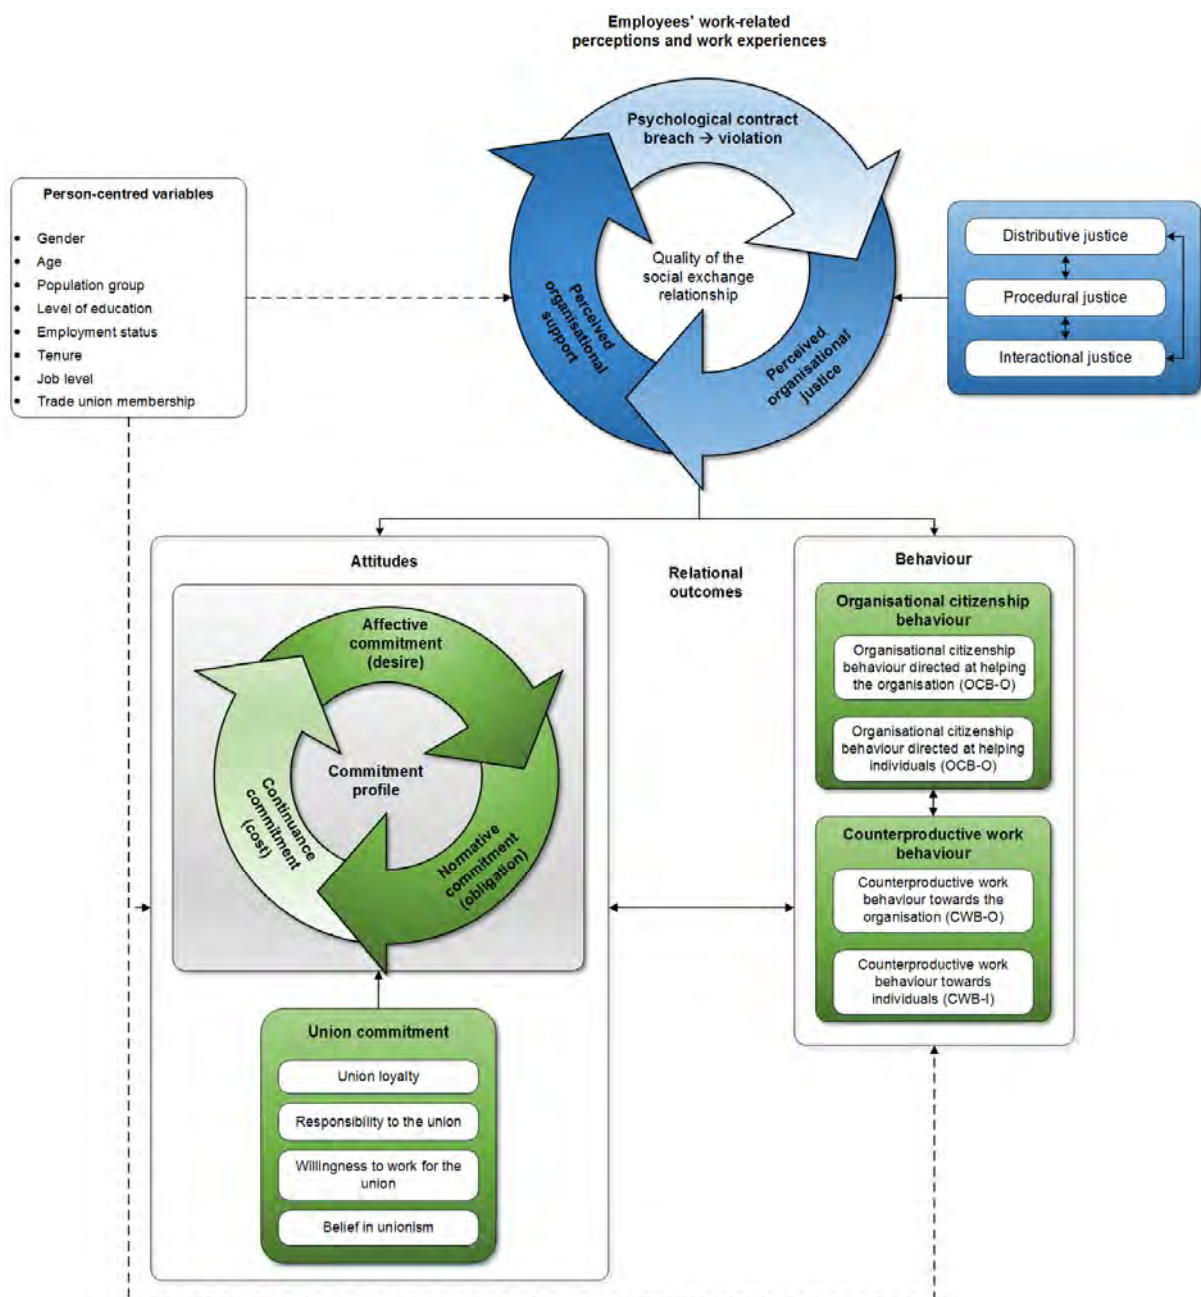 Employees' work-related
perceptions and work experiences
Psychological contract
breach → violation
Quality of the
social exchange
relationship
Perceived
organisational
support
Perceived
organisational
justice
Person-centred variables
• Gender
• Age
• Population group
• Level of education
• Employment status
• Tenure
• Job level
• Trade union membership
Distributive justice
Procedural justice
Interactional justice
Attitudes
Relational
outcomes
Behaviour
Affective
commitment
(desire)
Commitment
profile
Continuance
commitment
(cost)
Normative
commitment
(obligation)
Union commitment
Union loyalty
Responsibility to the union
Willingness to work for the
union
Belief in unionism
Organisational citizenship
behaviour
Organisational citizenship
behaviour directed at helping
the organisation (OCB-O)
Organisational citizenship
behaviour directed at helping
individuals (OCB-O)
Counterproductive work
behaviour
Counterproductive work
behaviour towards the
organisation (CWB-O)
Counterproductive work
behaviour towards
individuals (CWB-I)